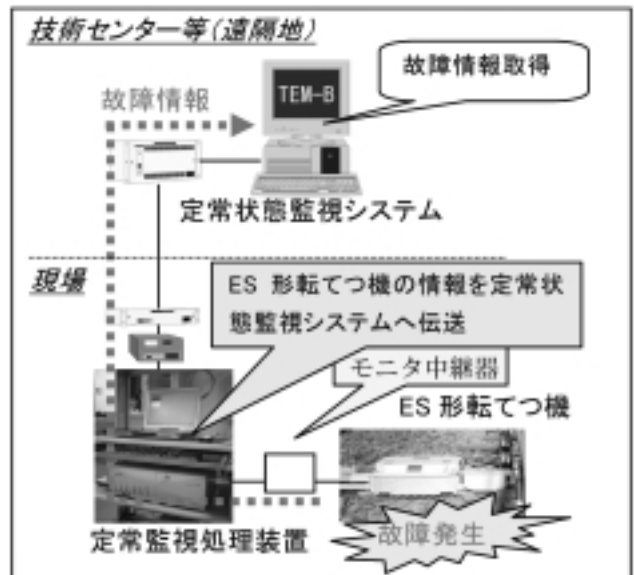 技術センター等(遠隔地)
故障情報取得
故障情報
TEM-B
定常状態監視システム
現場
ES 形転てつ機の情報を定常状
態監視システムへ伝送
モニタ中継器
ES 形転てつ機
定常監視処理装置
故障発生